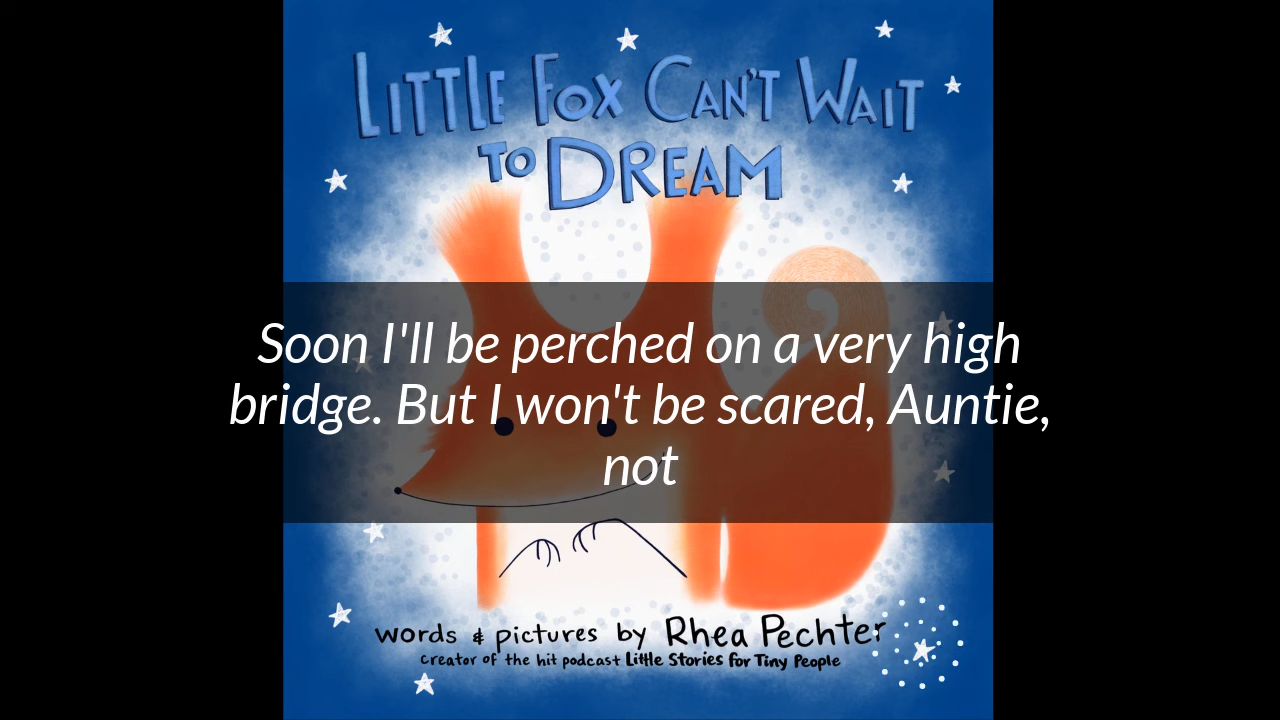 LITTLE FOX CAN'T WAIT
TO DREAM
Soon I'll be perched on a very high
bridge. But I won't be scared, Auntie,
not
words & pictures by Rhea Pechter
creator of the hit podcast Little Stories for Tiny People